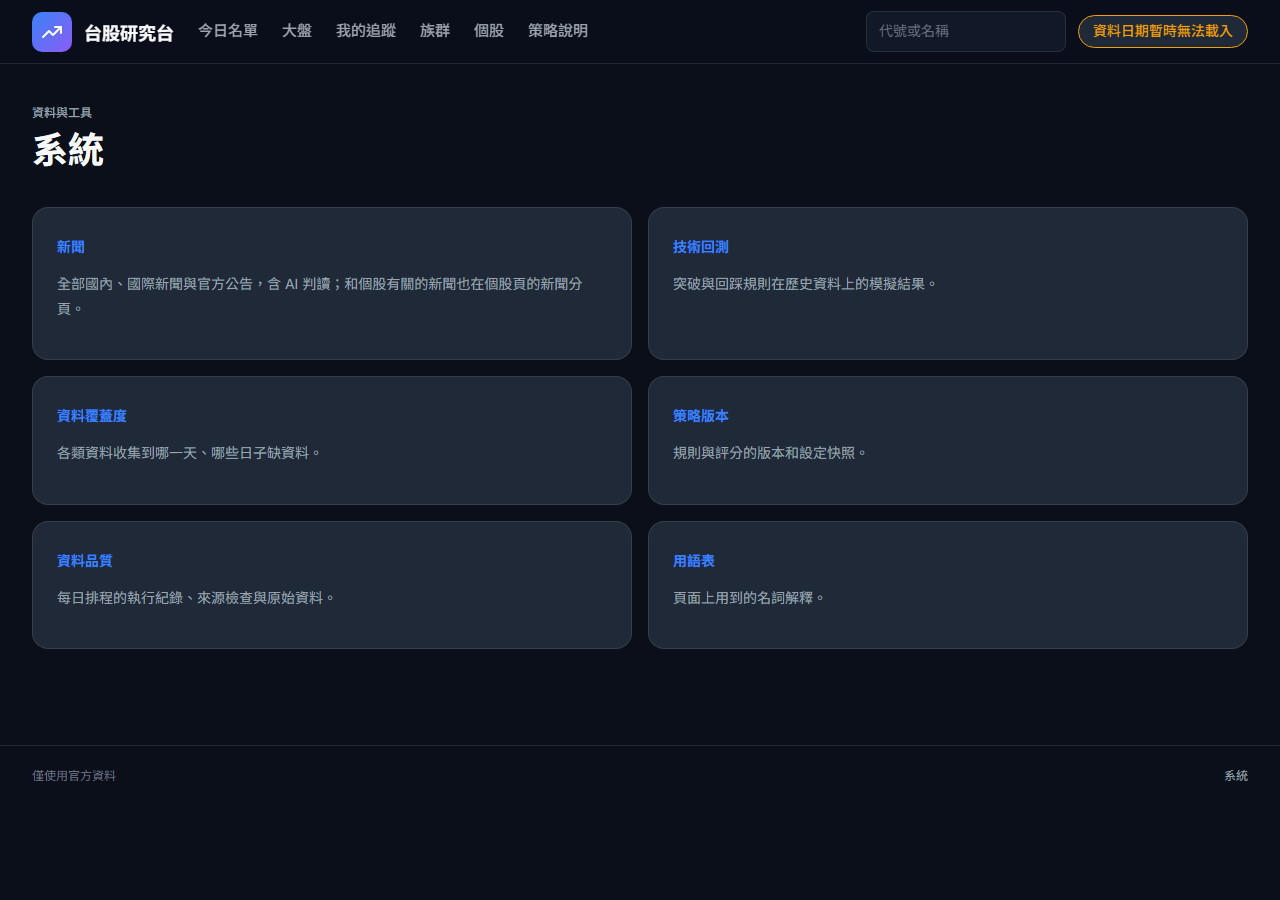 台股研究台
今日名單
大盤
我的追蹤
族群
個股
策略說明
代號或名稱
資料日期暫時無法載入
資料與工具
系統
新聞
全部國內、國際新聞與官方公告，含 AI 判讀；和個股有關的新聞也在個股頁的新聞分
頁。
技術回測
突破與回踩規則在歷史資料上的模擬結果。
資料覆蓋度
各類資料收集到哪一天、哪些日子缺資料。
策略版本
規則與評分的版本和設定快照。
資料品質
每日排程的執行紀錄、來源檢查與原始資料。
用語表
頁面上用到的名詞解釋。
僅使用官方資料
系統